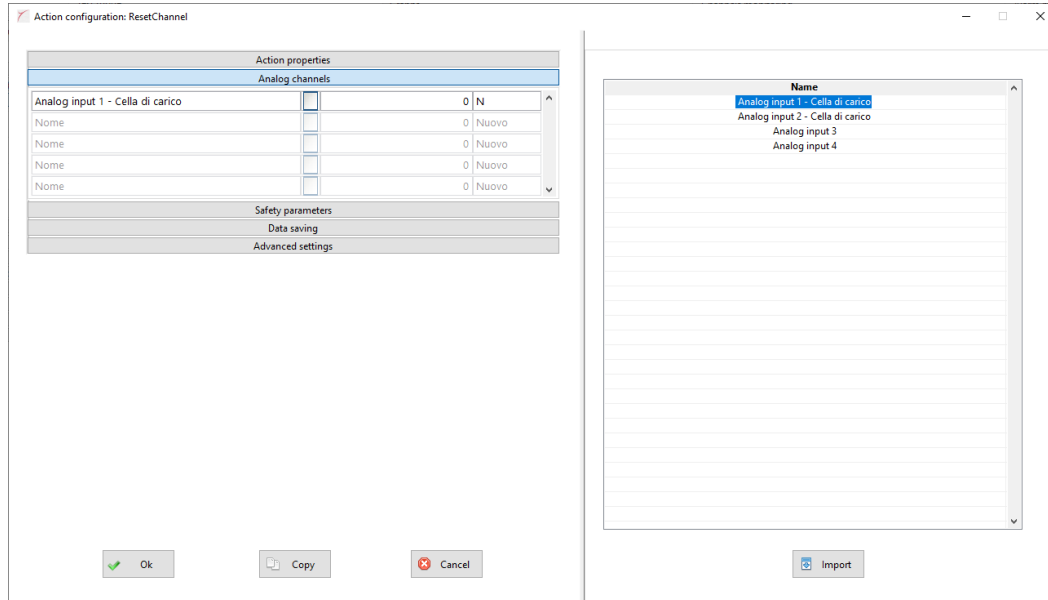 Action configuration: ResetChannel
Action properties
Analog channels
Analog input 1 - Cella di carico 0 N
Nome 0 Nuovo
Nome 0 Nuovo
Nome 0 Nuovo
Nome 0 Nuovo
Safety parameters
Data saving
Advanced settings
Ok Copy Cancel
Name
Analog input 1 - Cella di carico
Analog input 2 - Cella di carico
Analog input 3
Analog input 4
Import